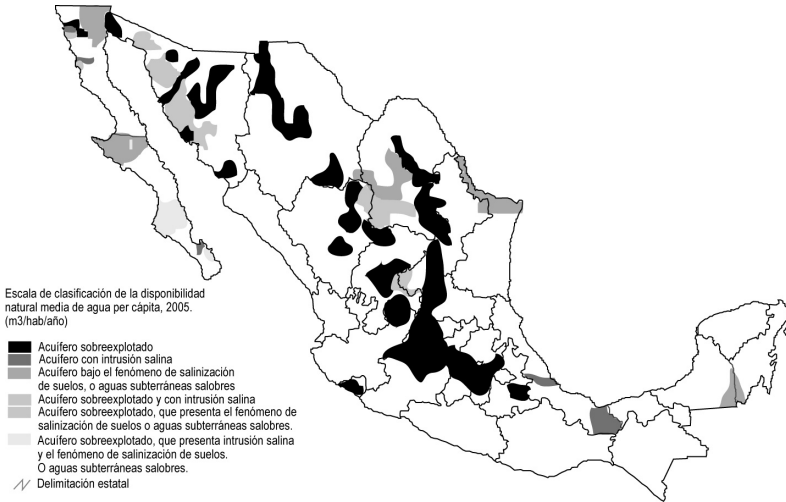 Escala de clasificación de la disponibilidad
natural media de agua per cápita, 2005.
(m3/hab/año)
Acuífero sobreexplotado
Acuífero con intrusión salina
Acuífero bajo el fenómeno de salinización
de suelos, o aguas subterráneas salobres
Acuífero sobreexplotado y con intrusión salina
Acuífero sobreexplotado, que presenta el fenómeno de
salinización de suelos o aguas subterráneas salobres.
Acuífero sobreexplotado, que presenta intrusión salina
y el fenómeno de salinización de suelos.
O aguas subterráneas salobres.
Delimitación estatal